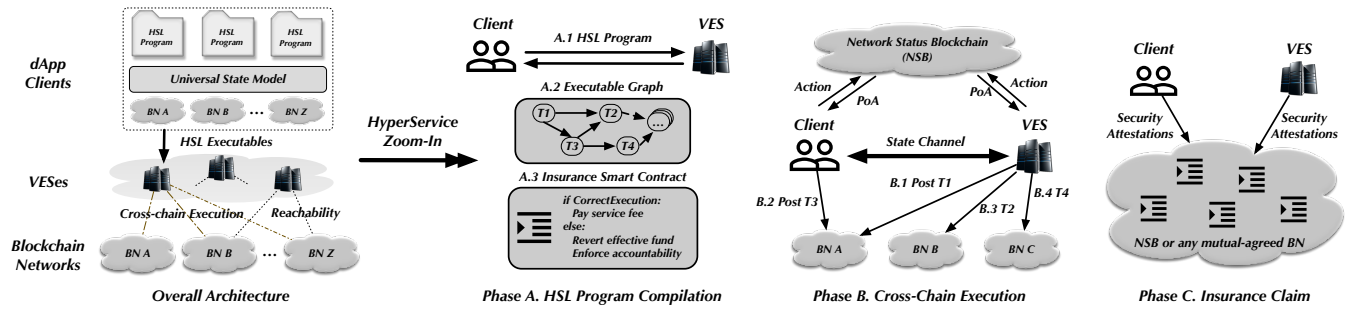 HSL
Program
HSL
Program
HSL
Program
dApp
Clients
Universal State Model
BN A
BN B
...
BN Z
HSL Executables
VESes
Cross-chain Execution
Reachability
Blockchain
Networks
BN A
BN B
...
BN Z
Overall Architecture
HyperService
Zoom-In
Client
VES
A.1 HSL Program
A.2 Executable Graph
T1
T2
...
T3
T4
A.3 Insurance Smart Contract
if CorrectExecution:
Pay service fee
else:
Revert effective fund
Enforce accountability
Phase A. HSL Program Compilation
Network Status Blockchain
(NSB)
Action
PoA
Action
PoA
Client
VES
State Channel
B.1 Post T1
B.2 Post T3
B.3 T2
B.4 T4
BN A
BN B
BN C
Phase B. Cross-Chain Execution
Client
VES
Security
Attestations
Security
Attestations
NSB or any mutual-agreed BN
Phase C. Insurance Claim